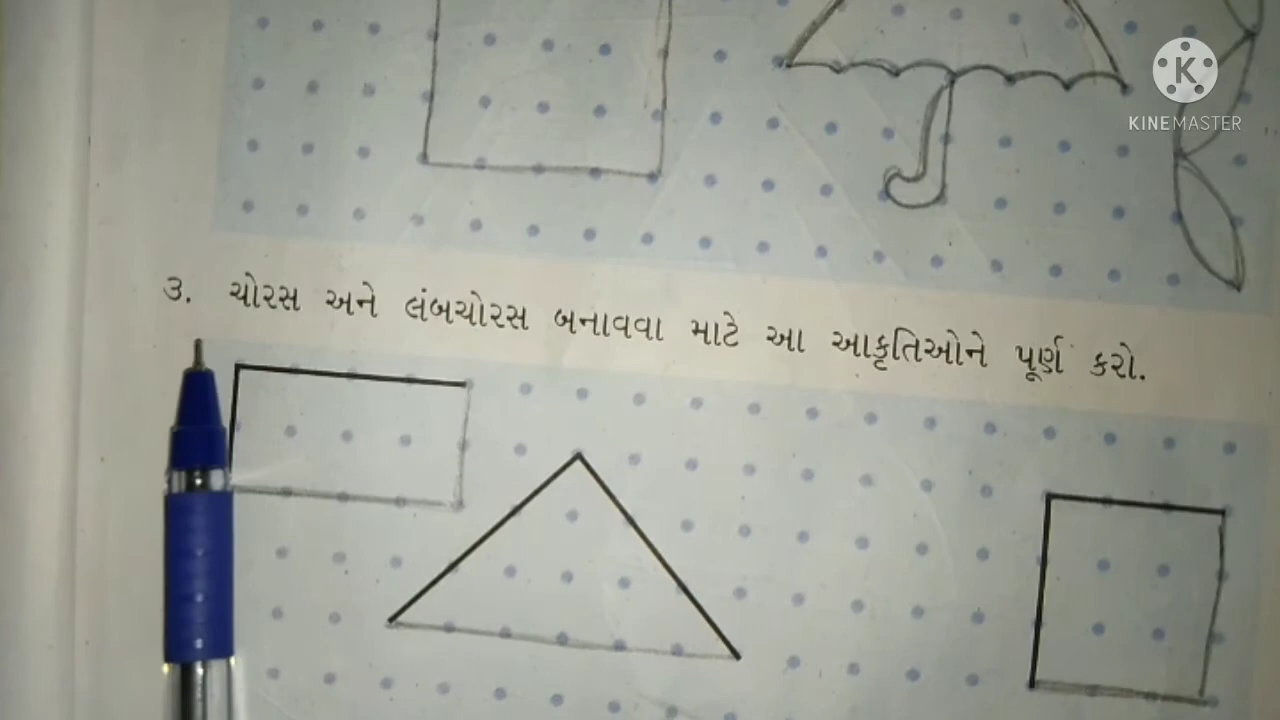 KINEMASTER
૩. ચોરસ અને લંબચોરસ બનાવવા માટે આ આકૃતિઓને પૂર્ણ કરો.